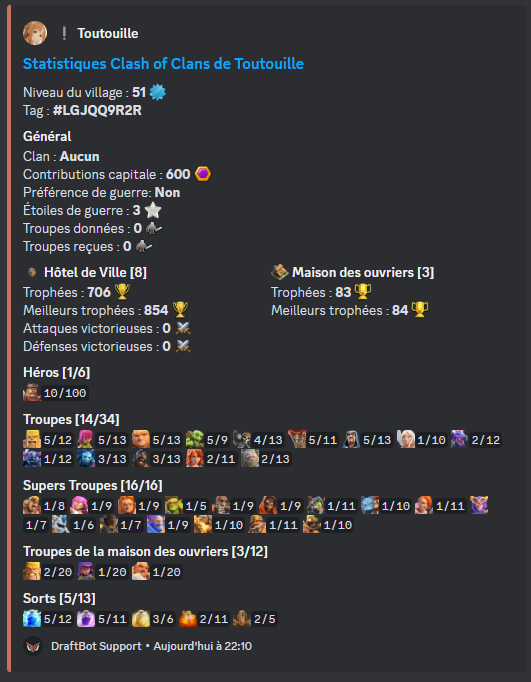 Toutouille
Statistiques Clash of Clans de Toutouille
Niveau du village : 51
Tag : #LGJQQ9R2R
Général
Clan : Aucun
Contributions capitale : 600
Préférence de guerre: Non
Étoiles de guerre : 3
Troupes données : 0
Troupes reçues : 0
Hôtel de Ville [8]
Trophées : 706
Meilleurs trophées : 854
Attaques victorieuses : 0
Défenses victorieuses : 0
Maison des ouvriers [3]
Trophées : 83
Meilleurs trophées : 84
Héros [1/6]
10/100
Troupes [14/34]
5/12 5/13 5/13 5/9 4/13 5/11 5/13 1/10 2/12
1/12 3/13 3/13 2/11 2/13
Supers Troupes [16/16]
1/8 1/9 1/9 1/5 1/9 1/9 1/11 1/10 1/11
1/7 1/6 1/7 1/9 1/10 1/11 1/10
Troupes de la maison des ouvriers [3/12]
2/20 1/20 1/20
Sorts [5/13]
5/12 5/11 3/6 2/11 2/5
DraftBot Support • Aujourd'hui à 22:10